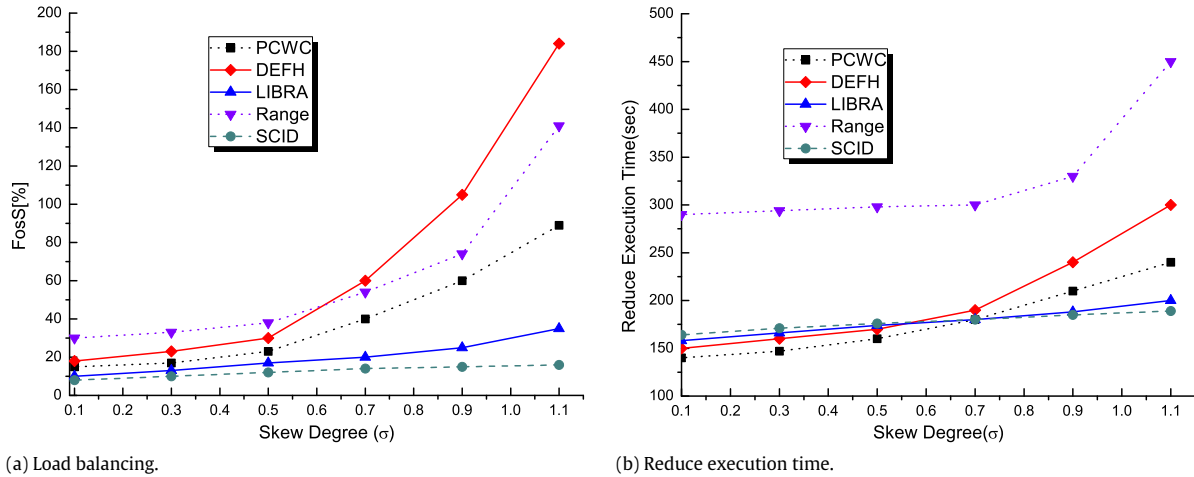 FosS[%]
200
180
160
140
120
100
80
60
40
20
0
PCWC
DEFH
LIBRA
Range
SCID
0.1 0.2 0.3 0.4 0.5 0.6 0.7 0.8 0.9 1.0 1.1
Skew Degree (σ)
(a) Load balancing.
Reduce Execution Time(sec)
500
450
400
350
300
250
200
150
100
PCWC
DEFH
LIBRA
Range
SCID
0.1 0.2 0.3 0.4 0.5 0.6 0.7 0.8 0.9 1.0 1.1
Skew Degree(σ)
(b) Reduce execution time.